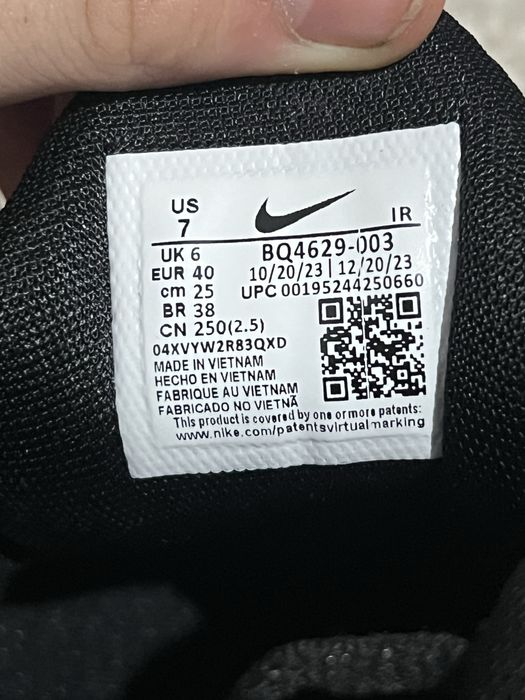 US
7
IR
UK 6
BQ4629-003
EUR 40
10/20/23 | 12/20/23
cm 25
UPC 00195244250660
BR 38
CN 250(2.5)
04XVYW2R83QXD
MADE IN VIETNAM
HECHO EN VIETNAM
FABRIQUE AU VIETNAM
FABRICADO NO VIETNÃ
This product is covered by one or more patents:
www.nike.com/patentsvirtualmarking